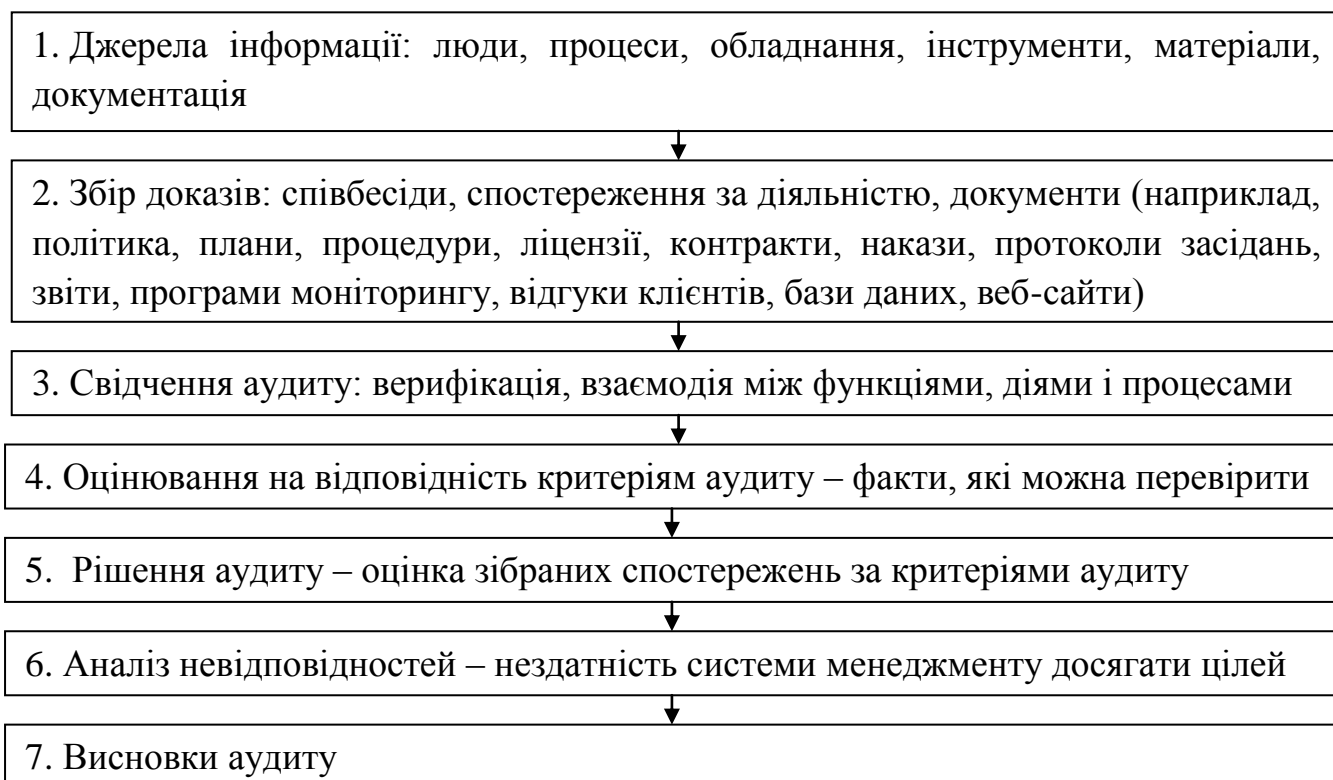 1. Джерела інформації: люди, процеси, обладнання, інструменти, матеріали,
документація
2. Збір доказів: співбесіди, спостереження за діяльністю, документи (наприклад,
політика, плани, процедури, ліцензії, контракти, накази, протоколи засідань,
звіти, програми моніторингу, відгуки клієнтів, бази даних, веб-сайти)
3. Свідчення аудиту: верифікація, взаємодія між функціями, діями і процесами
4. Оцінювання на відповідність критеріям аудиту – факти, які можна перевірити
5. Рішення аудиту – оцінка зібраних спостережень за критеріями аудиту
6. Аналіз невідповідностей – нездатність системи менеджменту досягати цілей
7. Висновки аудиту